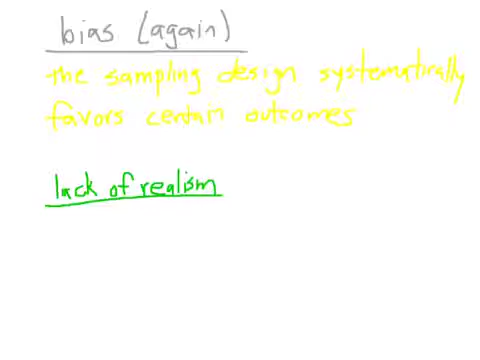 bias (again)
the sampling design systematically
favors certain outcomes
lack of realism